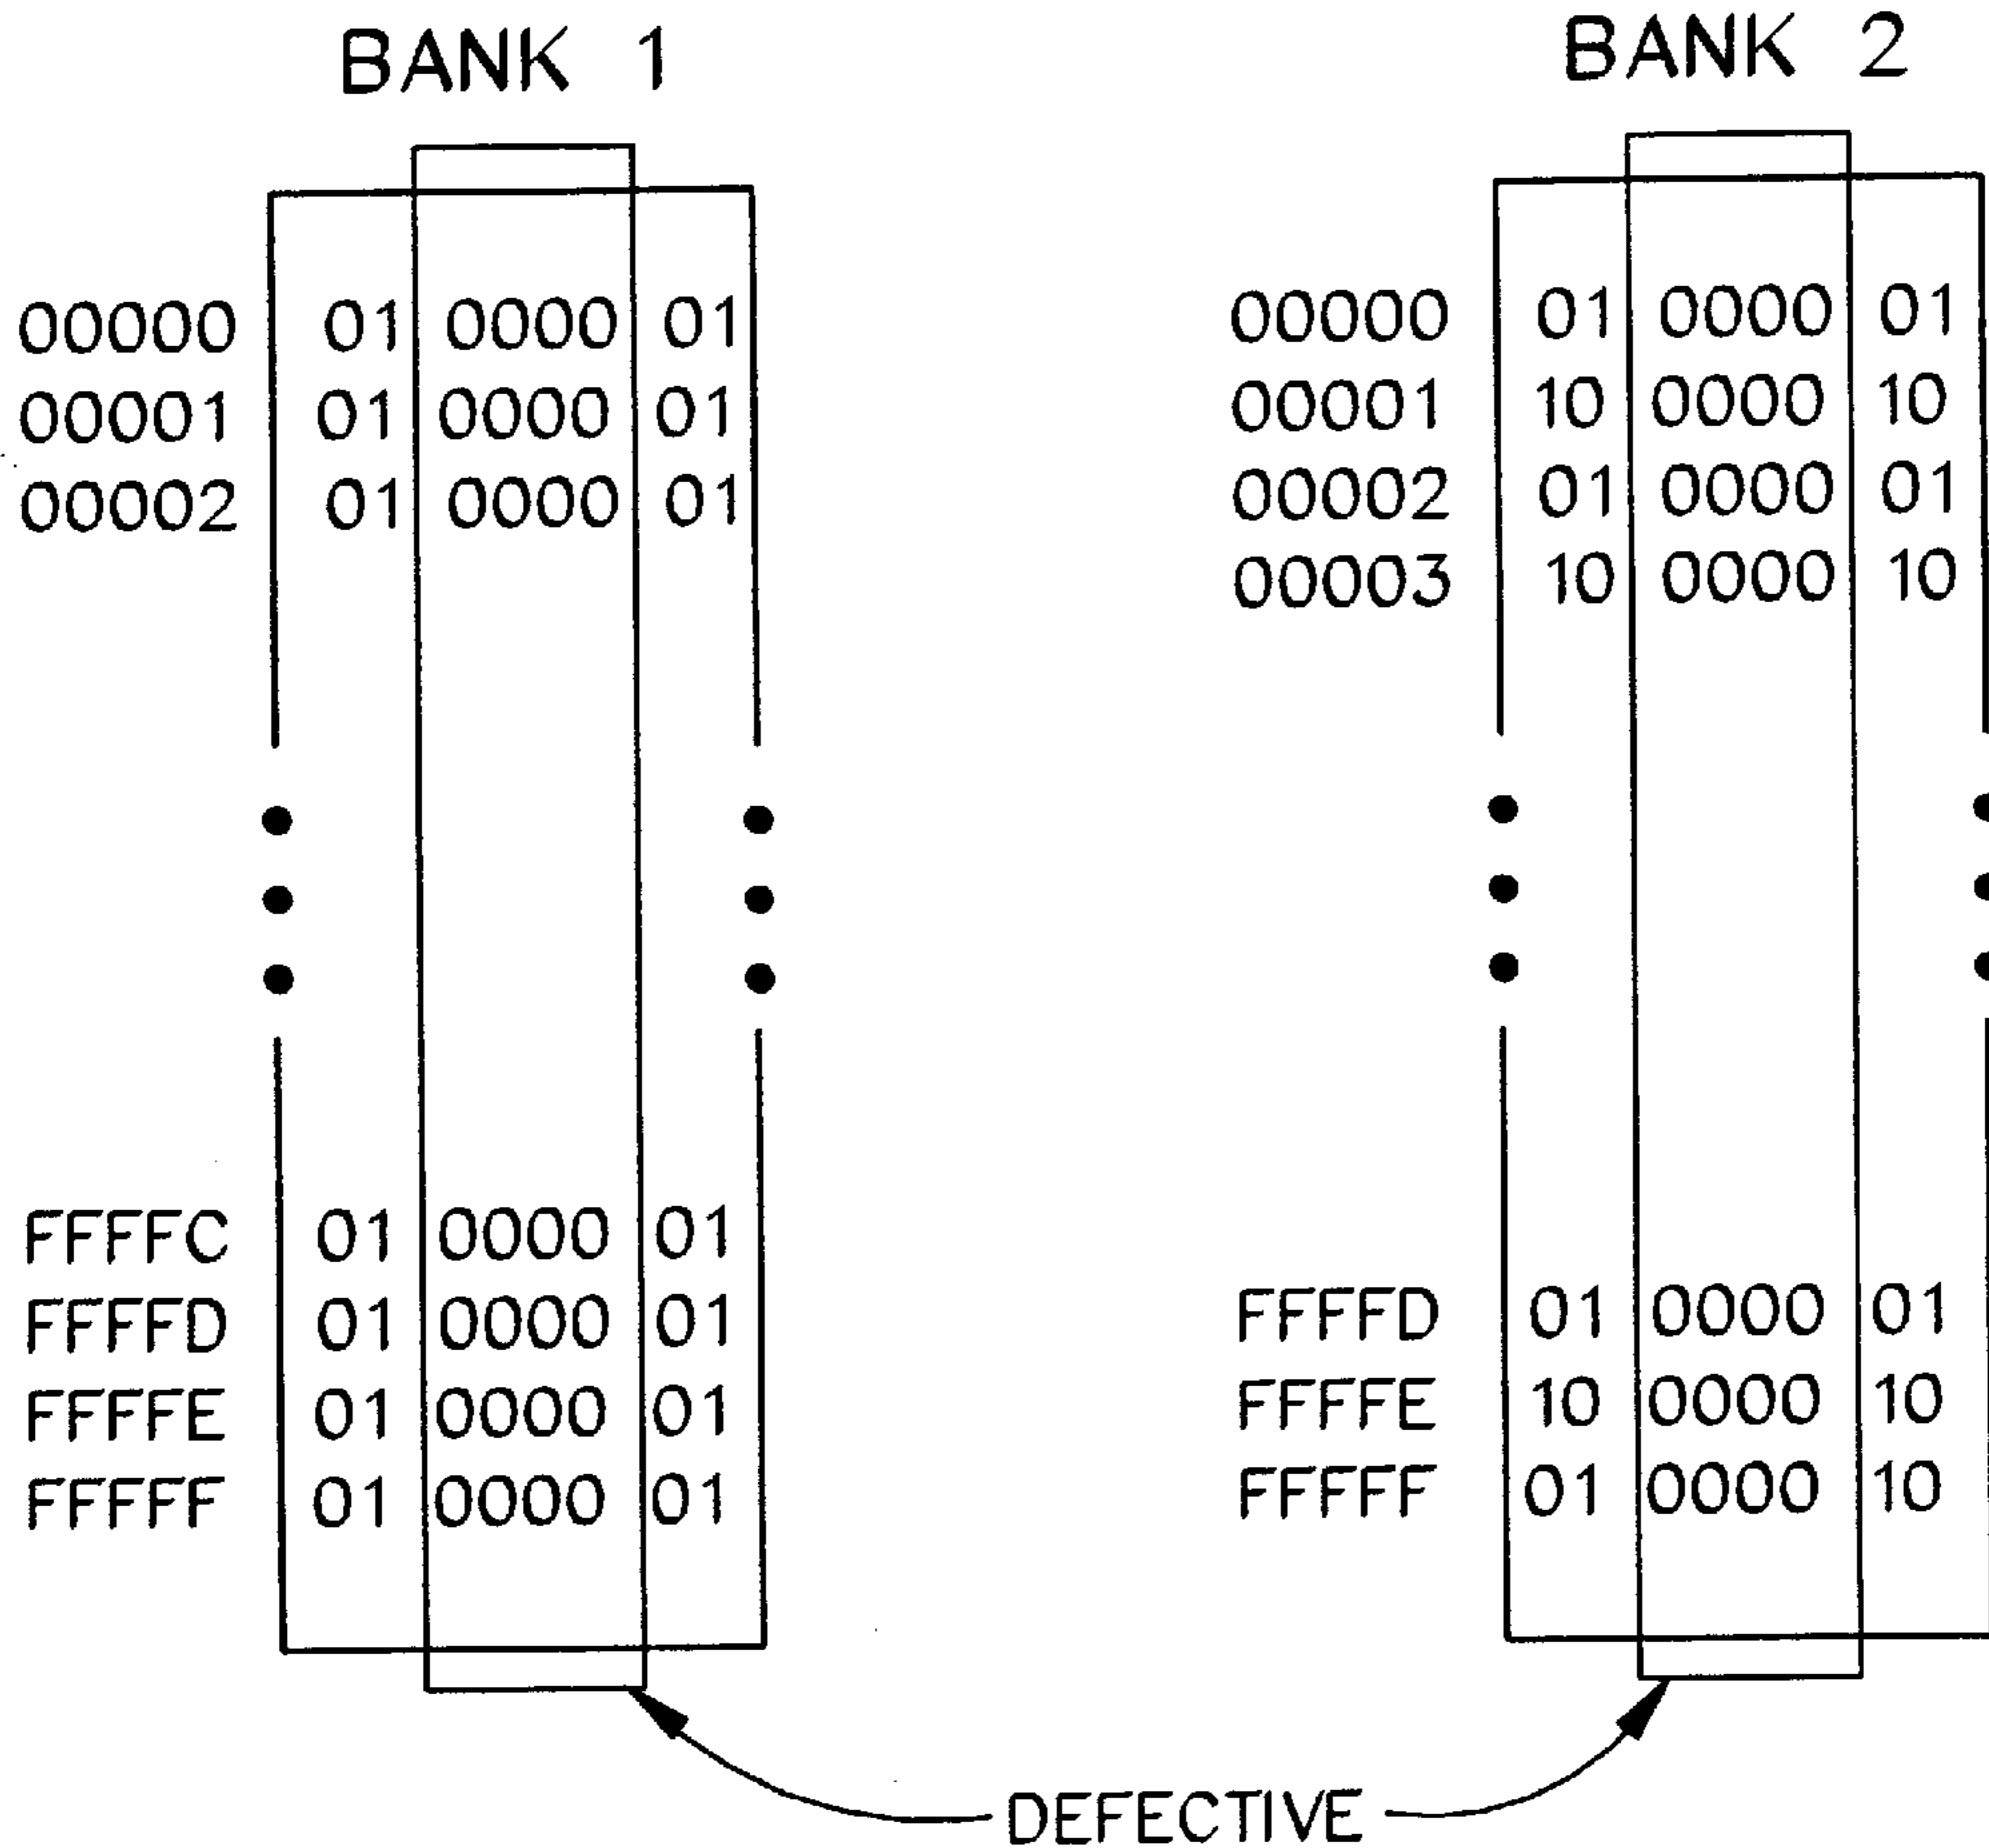 BANK 1
00000 01 0000 01
00001 01 0000 01
00002 01 0000 01
FFFFC 01 0000 01
FFFFD 01 0000 01
FFFFE 01 0000 01
FFFFF 01 0000 01
BANK 2
00000 01 0000 01
00001 10 0000 10
00002 01 0000 01
00003 10 0000 10
FFFFD 01 0000 01
FFFFE 10 0000 10
FFFFF 01 0000 10
DEFECTIVE